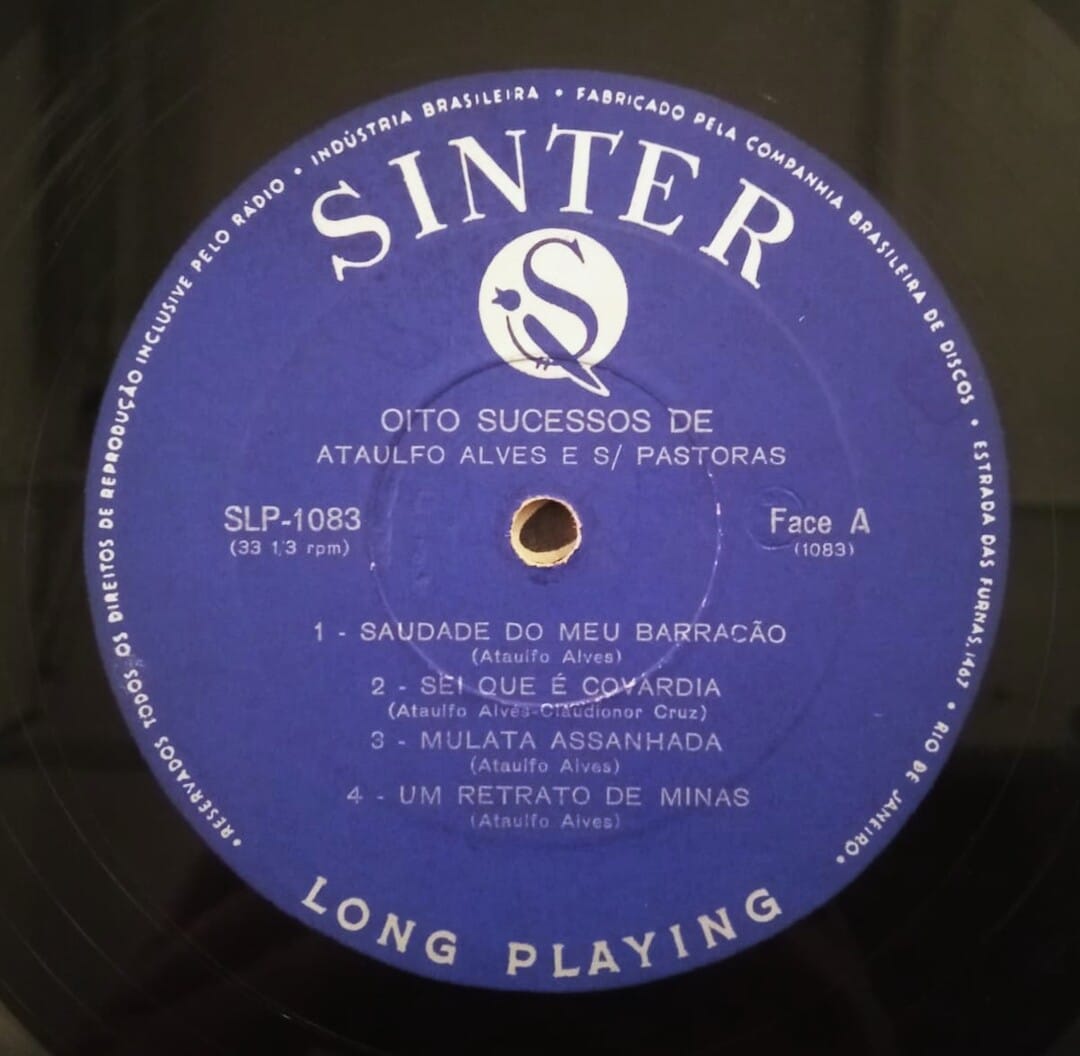 • RESERVADOS TODOS OS DIREITOS DE REPRODUÇÃO INCLUSIVE PELO RÁDIO • INDÚSTRIA BRASILEIRA • FABRICADO PELA COMPANHIA BRASILEIRA DE DISCOS • ESTRADA DAS FURNAS, 1467 • RIO DE JANEIRO •
SINTER
S
OITO SUCESSOS DE
ATAULFO ALVES E S/ PASTORAS
SLP-1083
(33 1/3 rpm)
Face A
(1083)
1 - SAUDADE DO MEU BARRACÃO
(Ataulfo Alves)
2 - SEI QUE É COVARDIA
(Ataulfo Alves-Claudionor Cruz)
3 - MULATA ASSANHADA
(Ataulfo Alves)
4 - UM RETRATO DE MINAS
(Ataulfo Alves)
LONG PLAYING